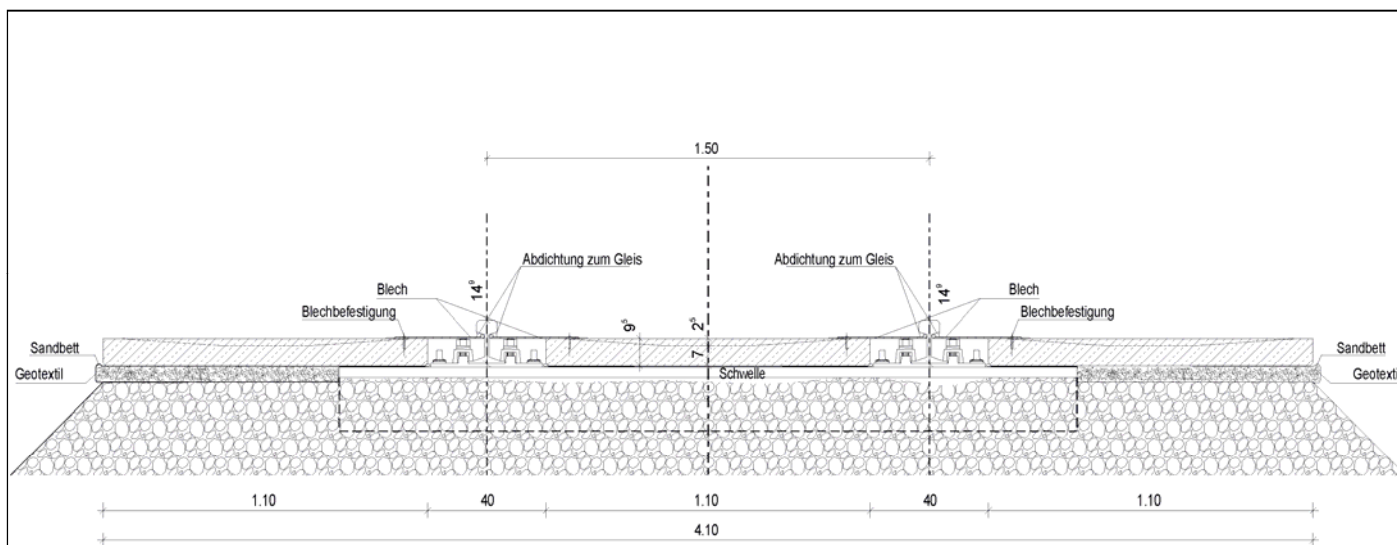 1.50
Abdichtung zum Gleis
Abdichtung zum Gleis
14⁹
14⁹
Blech
Blech
Blechbefestigung
Blechbefestigung
9⁵
2⁵
7
Sandbett
Sandbett
Geotextil
Schwelle
Geotextil
1.10
40
1.10
40
1.10
4.10